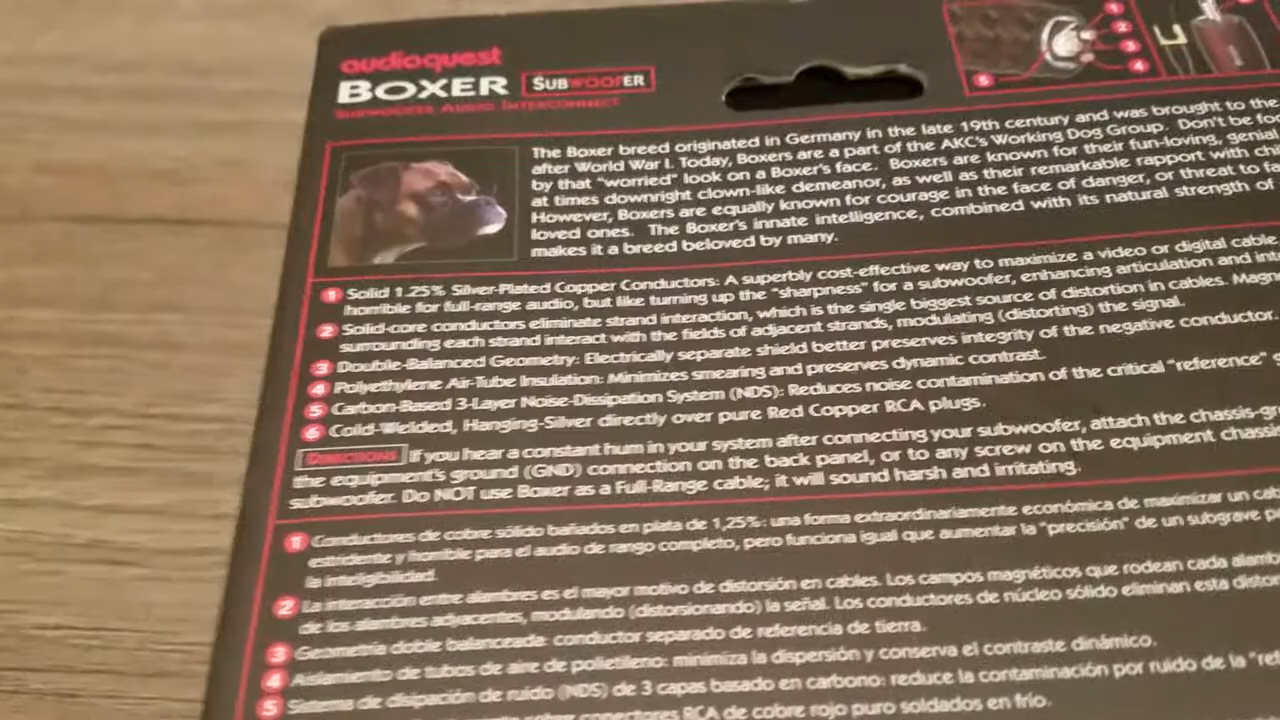 audioquest
BOXER SUBWOOFER
SUBWOOFER AUDIO INTERCONNECT
1
2
3
4
5
The Boxer breed originated in Germany in the late 19th century and was brought to the
after World War I. Today, Boxers are a part of the AKC's Working Dog Group. Don't be
by that "worried" look on a Boxer's face. Boxers are known for their fun-loving, genial
at times downright clown-like demeanor, as well as their remarkable rapport with
However, Boxers are equally known for courage in the face of danger, or threat to
loved ones. The Boxer's innate intelligence, combined with its natural strength of
makes it a breed beloved by many.
1 Solid 1.25% Silver-Plated Copper Conductors: A superbly cost-effective way to maximize a video or digital cable
horrible for full-range audio, but like turning up the "sharpness" for a subwoofer, enhancing articulation and
2 Solid-core conductors eliminate strand interaction, which is the single biggest source of distortion in cables.
surrounding each strand interact with the fields of adjacent strands, modulating (distorting) the signal.
3 Double-Balanced Geometry: Electrically separate shield better preserves integrity of the negative conductor
4 Polyethylene Air-Tube Insulation: Minimizes smearing and preserves dynamic contrast.
5 Carbon-Based 3-Layer Noise-Dissipation System (NDS): Reduces noise contamination of the critical "reference"
6 Cold-Welded, Hanging-Silver directly over pure Red Copper RCA plugs.
DIRECTIONS If you hear a constant hum in your system after connecting your subwoofer, attach the
the equipment's ground (GND) connection on the back panel, or to any screw on the equipment
subwoofer. Do NOT use Boxer as a Full-Range cable; it will sound harsh and irritating.
1 Conductores de cobre sólido bañados en plata de 1,25%: una forma extraordinariamente económica de maximizar un
estridente y horrible para el audio de rango completo, pero funciona igual que aumentar la "precisión" de un subgrave
la inteligibilidad.
2 La interacción entre alambres es el mayor motivo de distorsión en cables. Los campos magnéticos que rodean cada
de los alambres adyacentes, modulando (distorsionando) la señal. Los conductores de núcleo sólido eliminan esta
3 Geometría doble balanceada: conductor separado de referencia de tierra.
4 Aislamiento de tubos de aire de polietileno: minimiza la dispersión y conserva el contraste dinámico.
5 Sistema de disipación de ruido (NDS) de 3 capas basado en carbono: reduce la contaminación por ruido de la
sobre conectores RCA de cobre rojo puro soldados en frío.